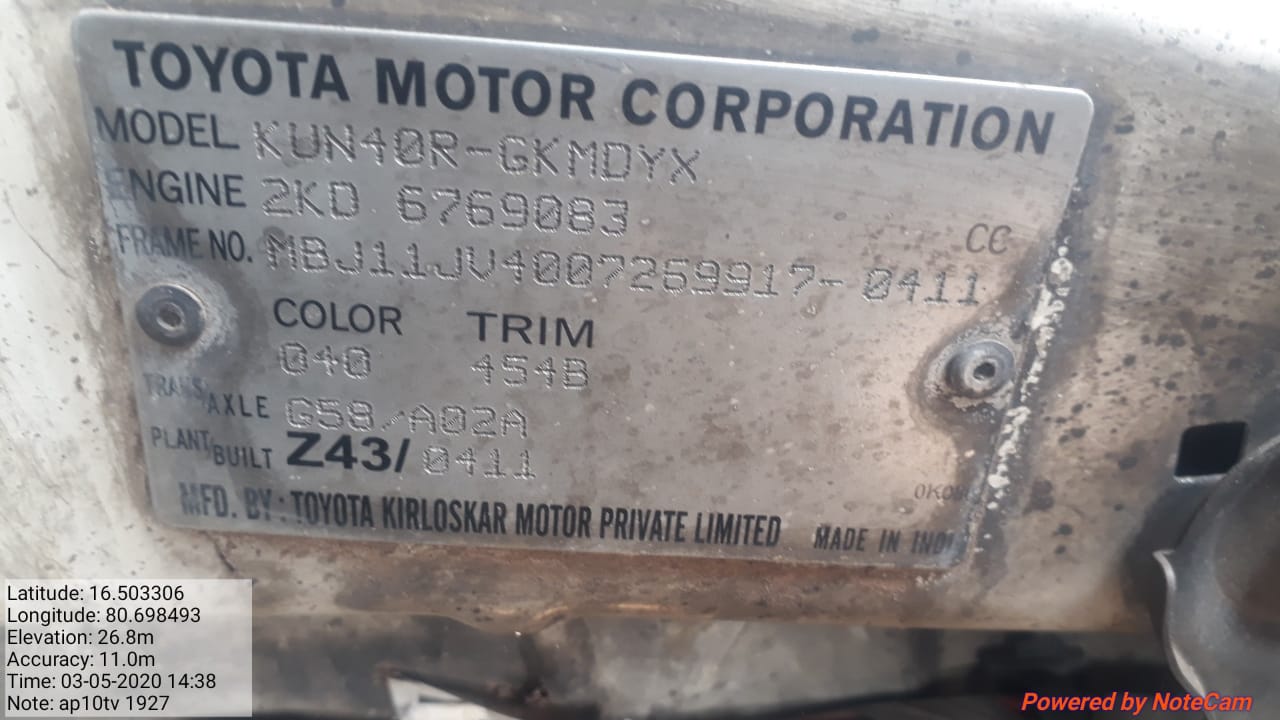 TOYOTA MOTOR CORPORATION
MODEL KUN40R-GKMDYX
ENGINE 2KD 6769083
CC
FRAME NO. MBJ11JV4007269917-0411
COLOR TRIM
040 454B
TRANS/AXLE G58/A02A
PLANT/BUILT Z43/0411
MFD. BY : TOYOTA KIRLOSKAR MOTOR PRIVATE LIMITED MADE IN INDIA
Latitude: 16.503306
Longitude: 80.698493
Elevation: 26.8m
Accuracy: 11.0m
Time: 03-05-2020 14:38
Note: ap10tv 1927
Powered by NoteCam